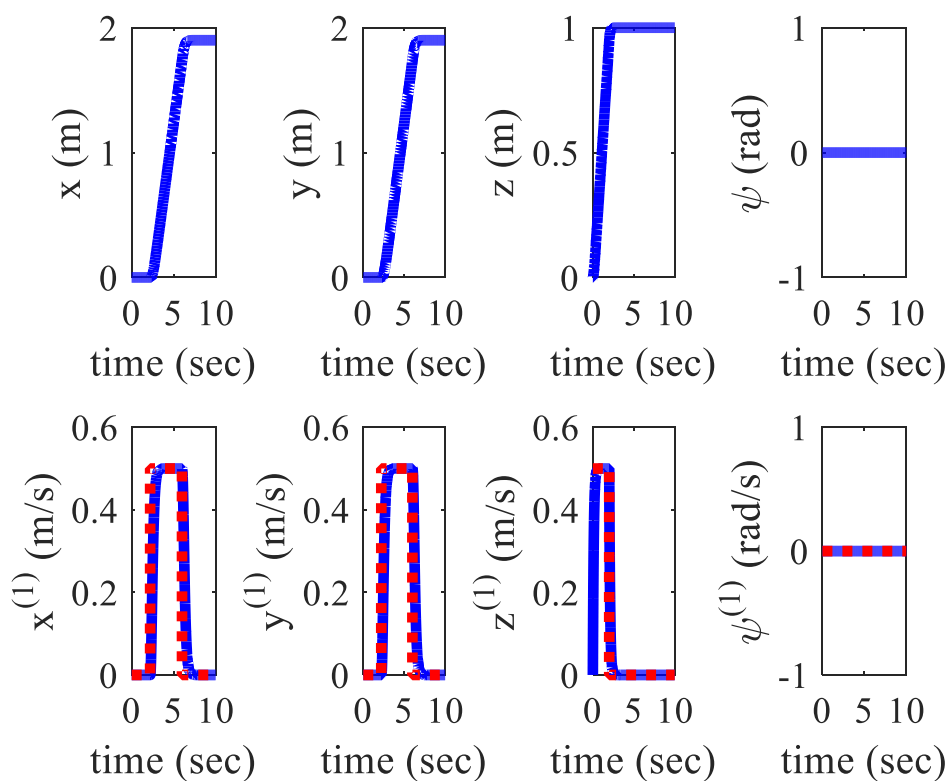 x (m)
2
1
0
0 5 10
time (sec)
y (m)
2
1
0
0 5 10
time (sec)
z (m)
1
0.5
0
0 5 10
time (sec)
ψ (rad)
1
0
-1
0 5 10
time (sec)
x(1) (m/s)
0.6
0.4
0.2
0
0 5 10
time (sec)
y(1) (m/s)
0.6
0.4
0.2
0
0 5 10
time (sec)
z(1) (m/s)
0.6
0.4
0.2
0
0 5 10
time (sec)
ψ(1) (rad/s)
1
0
-1
0 5 10
time (sec)